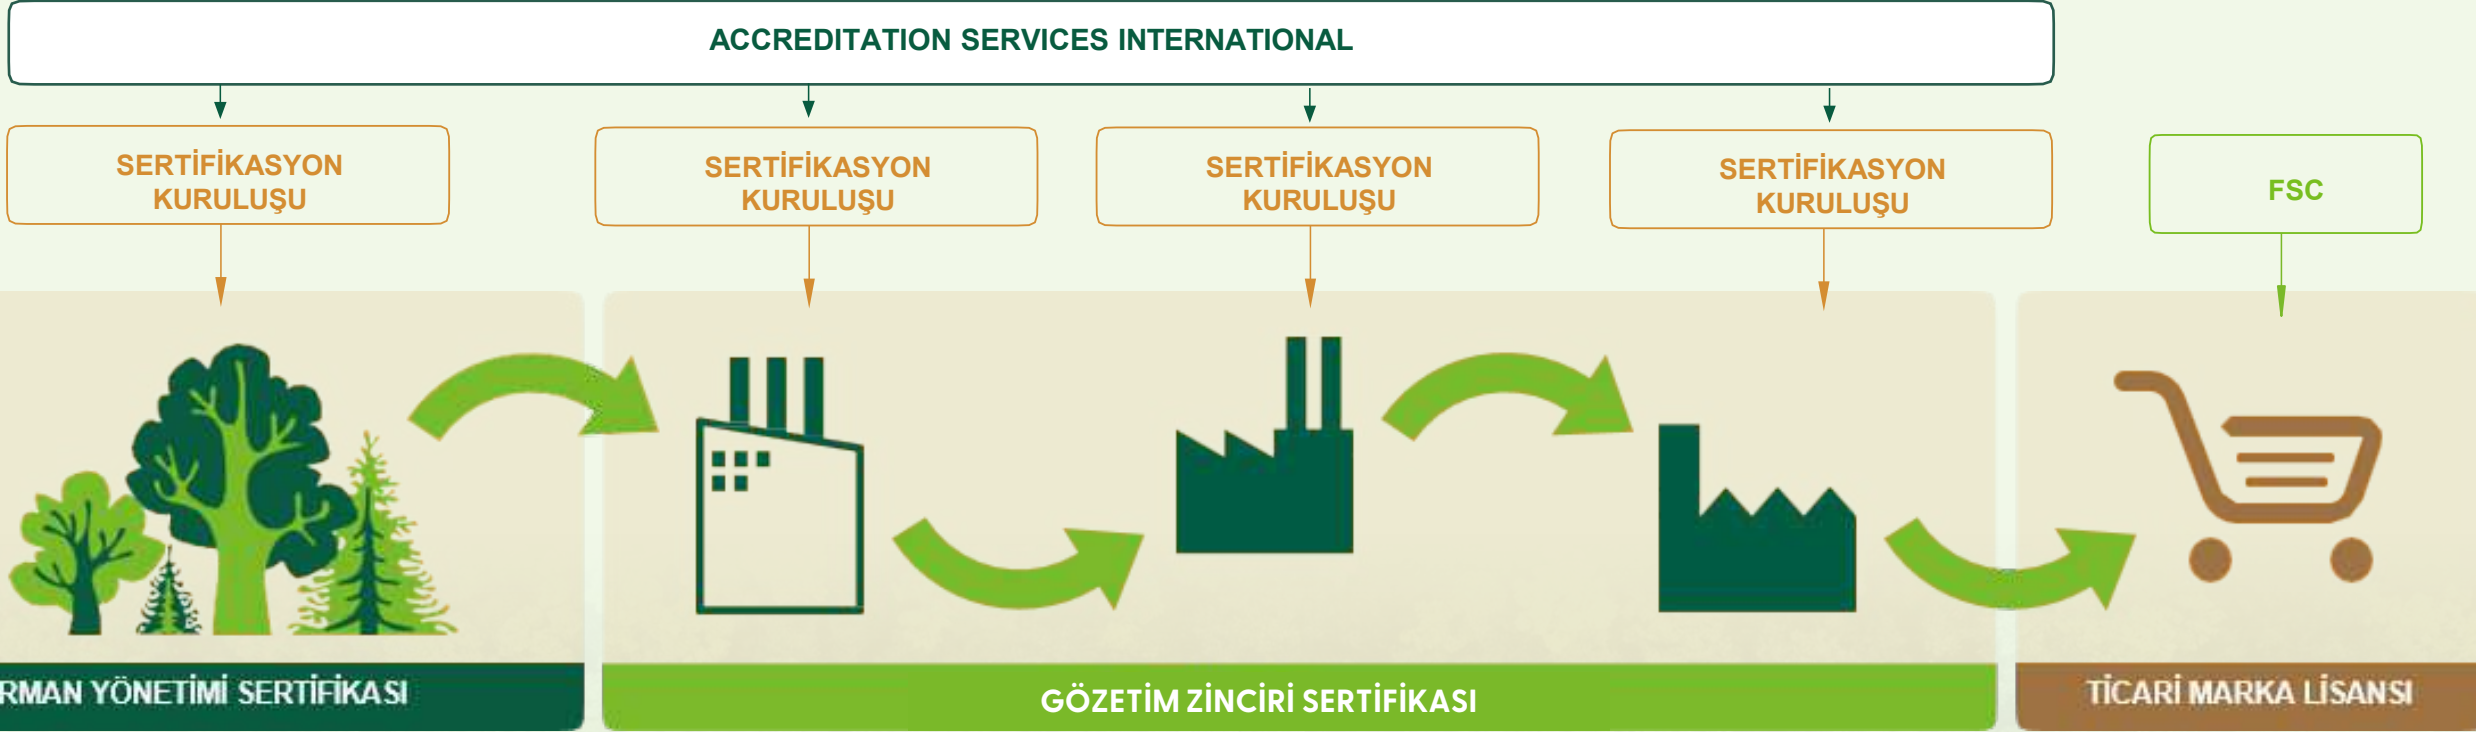 ACCREDITATION SERVICES INTERNATIONAL
SERTİFİKASYON
KURULUŞU
SERTİFİKASYON
KURULUŞU
SERTİFİKASYON
KURULUŞU
SERTİFİKASYON
KURULUŞU
FSC
RMAN YÖNETİMİ SERTİFİKASI
GÖZETİM ZİNCİRİ SERTİFİKASI
TİCARİ MARKA LİSANSI